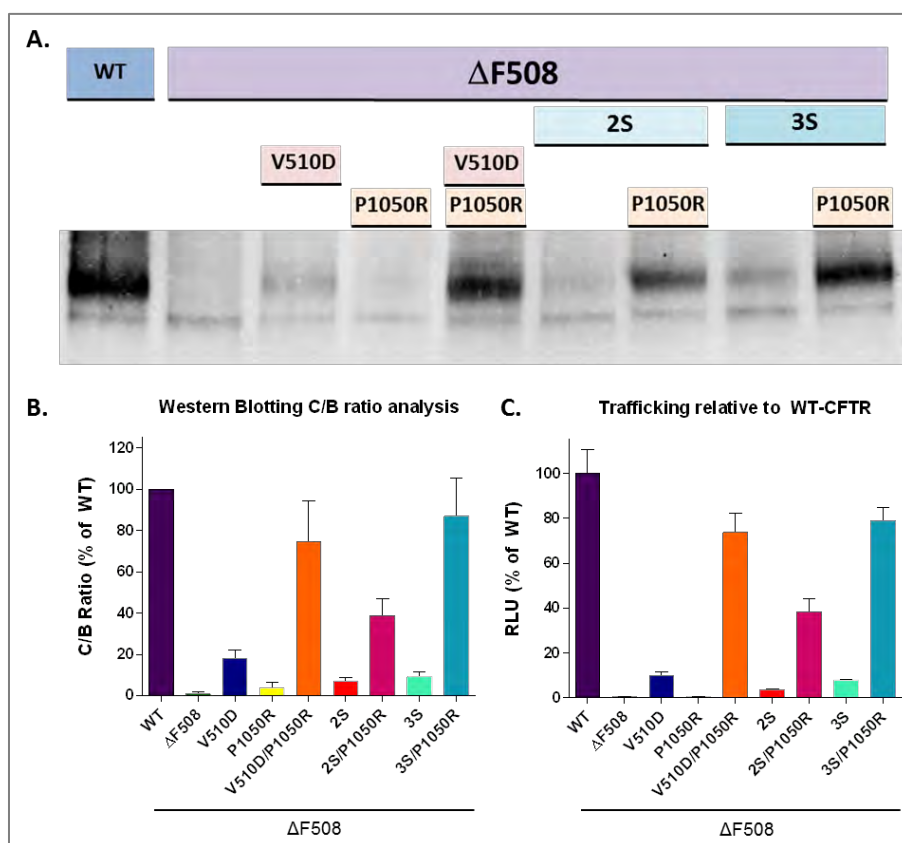 A.
WT
ΔF508
2S
3S
V510D
V510D
P1050R
P1050R
P1050R
P1050R
B.
Western Blotting C/B ratio analysis
C/B Ratio (% of WT)
120
100
80
60
40
20
0
WT
ΔF508
V510D
P1050R
V510D/P1050R
2S
2S/P1050R
3S
3S/P1050R
ΔF508
C.
Trafficking relative to WT-CFTR
RLU (% of WT)
100
80
60
40
20
0
WT
ΔF508
V510D
P1050R
V510D/P1050R
2S
2S/P1050R
3S
3S/P1050R
ΔF508